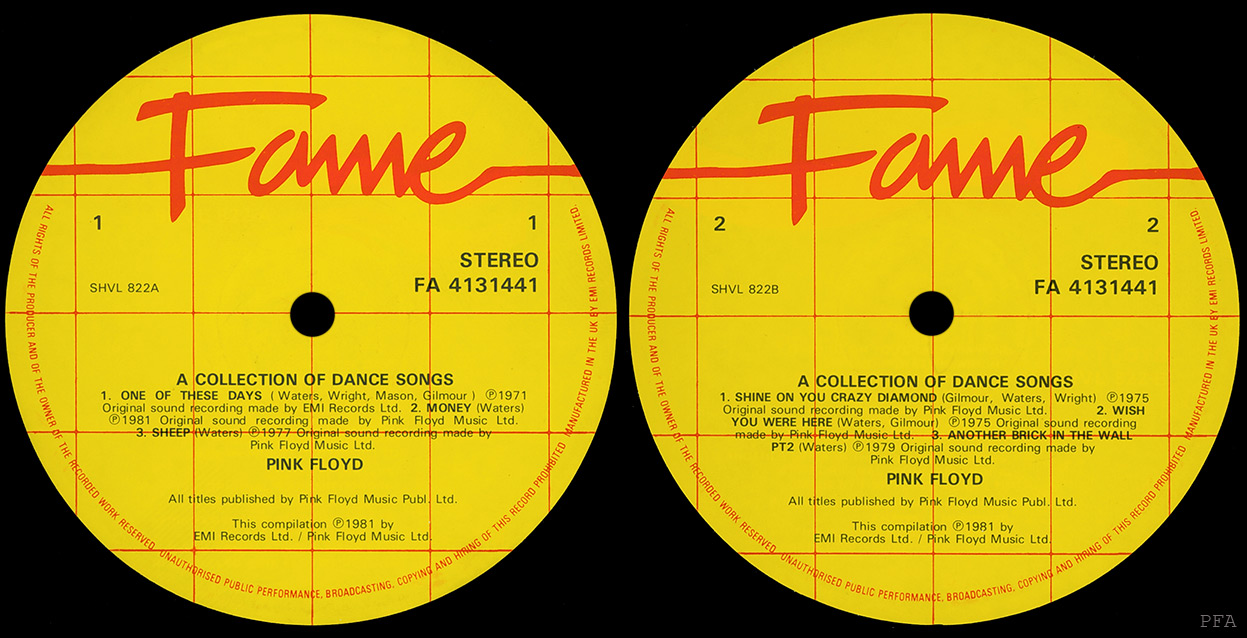 Fame
1 1
STEREO
SHVL 822A FA 4131441
A COLLECTION OF DANCE SONGS
1. ONE OF THESE DAYS ( Waters, Wright, Mason, Gilmour ) Ⓟ1971
Original sound recording made by EMI Records Ltd. 2. MONEY (Waters)
Ⓟ1981 Original sound recording made by Pink Floyd Music Ltd.
3. SHEEP (Waters) Ⓟ1977 Original sound recording made by
Pink Floyd Music Ltd.
PINK FLOYD
All titles published by Pink Floyd Music Publ. Ltd.
This compilation Ⓟ1981 by
EMI Records Ltd. / Pink Floyd Music Ltd.
ALL RIGHTS OF THE PRODUCER AND OF THE OWNER OF THE RECORDED WORK RESERVED. UNAUTHORISED PUBLIC PERFORMANCE, BROADCASTING, COPYING AND HIRING OF THIS RECORD PROHIBITED. MANUFACTURED IN THE UK BY EMI RECORDS LIMITED.
Fame
2 2
STEREO
SHVL 822B FA 4131441
A COLLECTION OF DANCE SONGS
1. SHINE ON YOU CRAZY DIAMOND (Gilmour, Waters, Wright) Ⓟ1975
Original sound recording made by Pink Floyd Music Ltd. 2. WISH
YOU WERE HERE (Waters, Gilmour) Ⓟ1975 Original sound recording
made by Pink Floyd Music Ltd. 3. ANOTHER BRICK IN THE WALL
PT2 (Waters) Ⓟ1979 Original sound recording made by
Pink Floyd Music Ltd.
PINK FLOYD
All titles published by Pink Floyd Music Publ. Ltd.
This compilation Ⓟ1981 by
EMI Records Ltd. / Pink Floyd Music Ltd.
ALL RIGHTS OF THE PRODUCER AND OF THE OWNER OF THE RECORDED WORK RESERVED. UNAUTHORISED PUBLIC PERFORMANCE, BROADCASTING, COPYING AND HIRING OF THIS RECORD PROHIBITED. MANUFACTURED IN THE UK BY EMI RECORDS LIMITED.
PFA